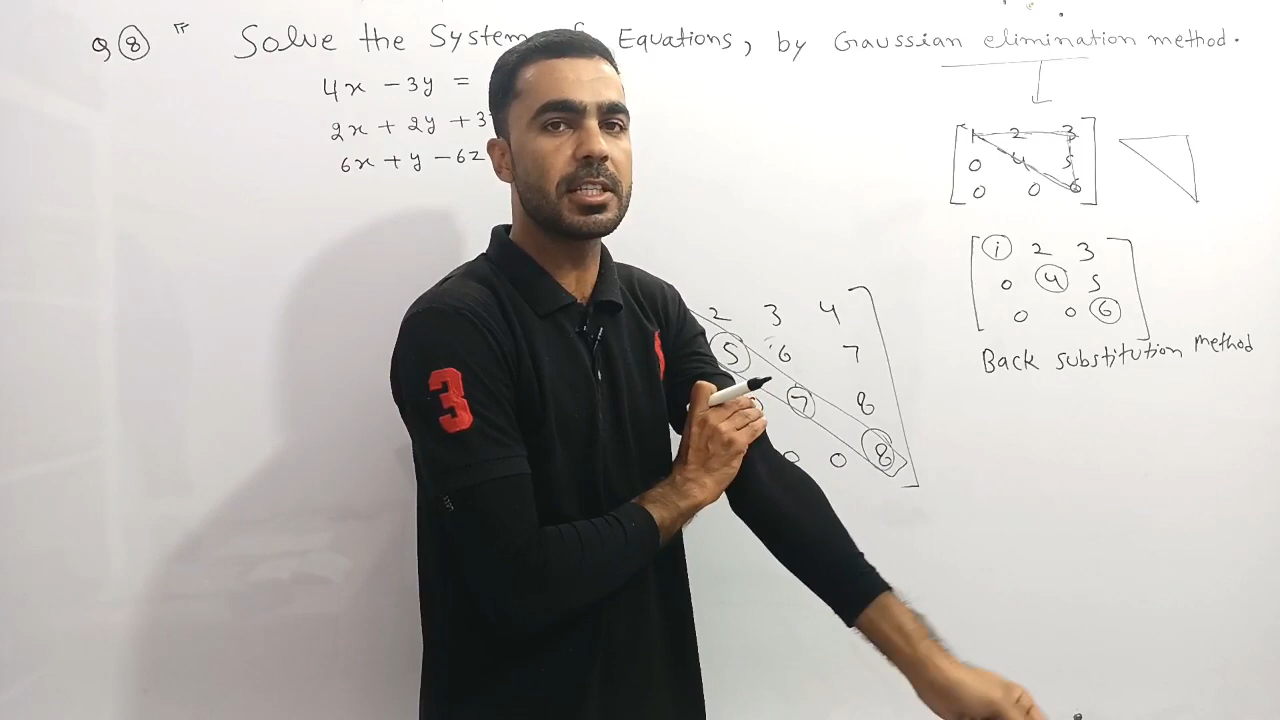 Q 8 Solve the System Equations, by Gaussian elimination method.
4x - 3y =
2x + 2y + 3
6x + y - 6z
1 2 3
0 4 5
0 0 6
1 2 3
0 4 5
0 0 6
Back substitution method
2 3 4
5 6 7
7 8
0 0 8
3